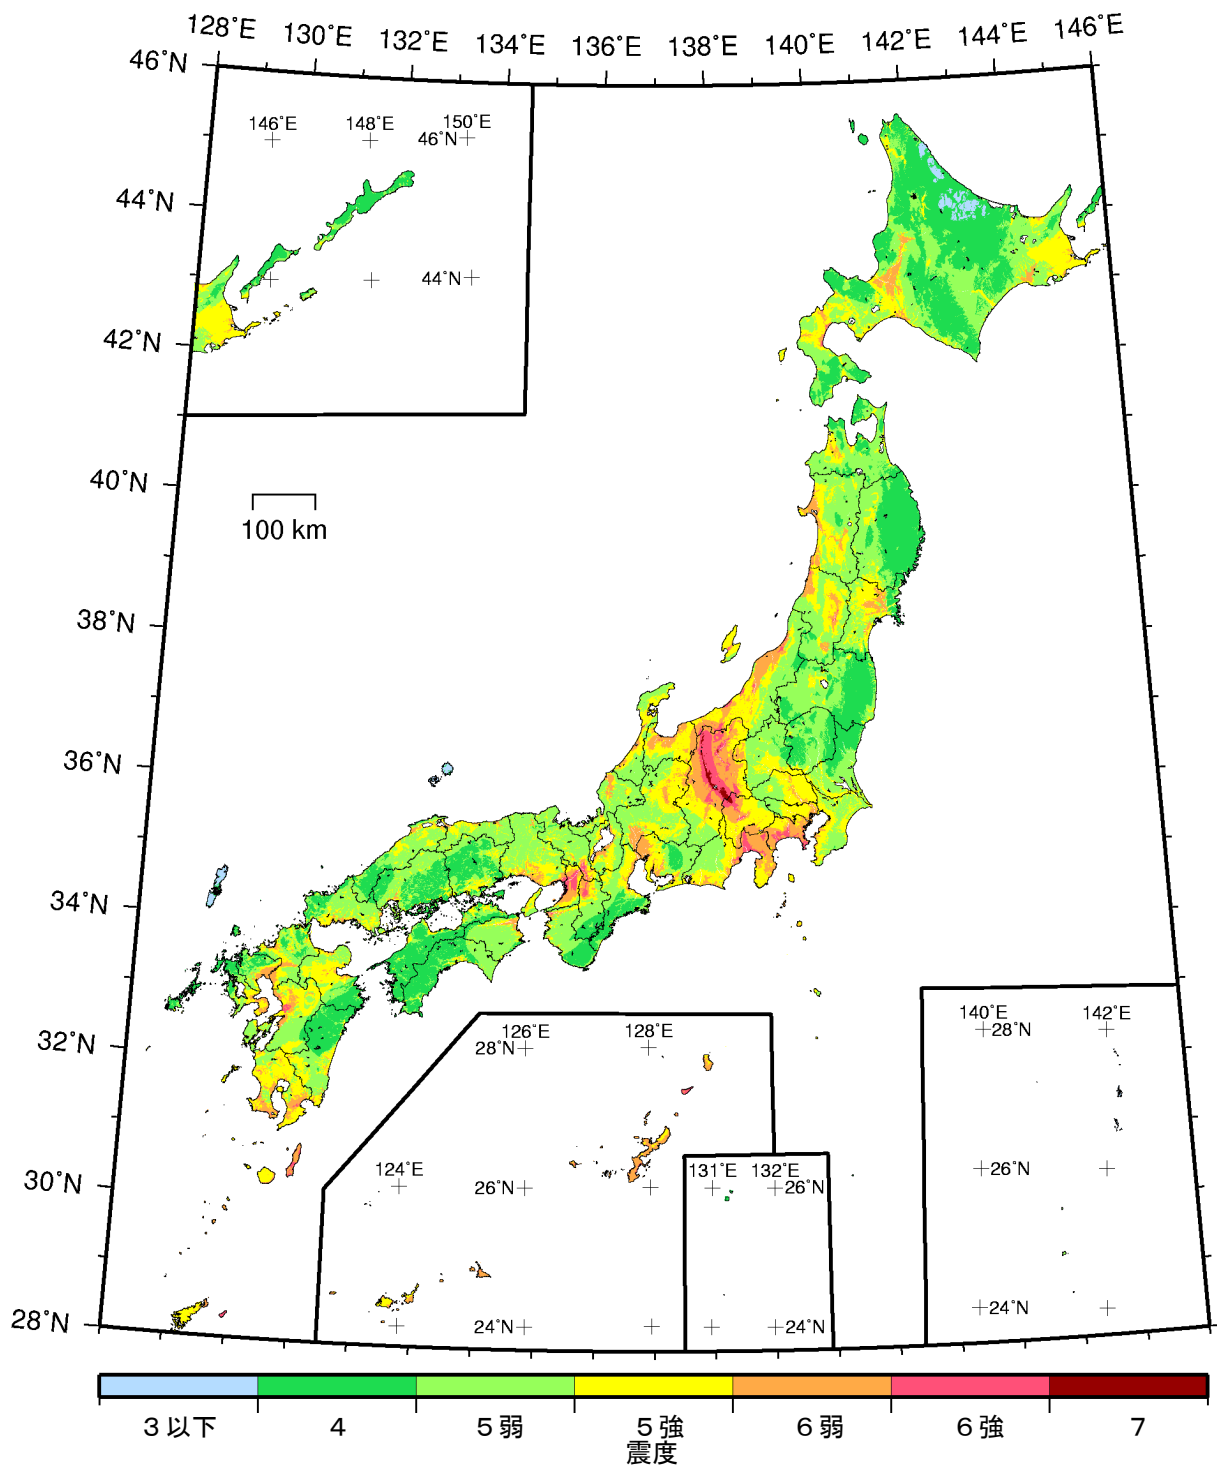 128°E 130°E 132°E 134°E 136°E 138°E 140°E 142°E 144°E 146°E
46°N
146°E 148°E 150°E
46°N
44°N
44°N
42°N
40°N
100 km
38°N
36°N
34°N
32°N
126°E 128°E
28°N
140°E 142°E
28°N
30°N
124°E
26°N
131°E 132°E
26°N
26°N
28°N
24°N
24°N
24°N
3以下 4 5弱 5強 6弱 6強 7
震度